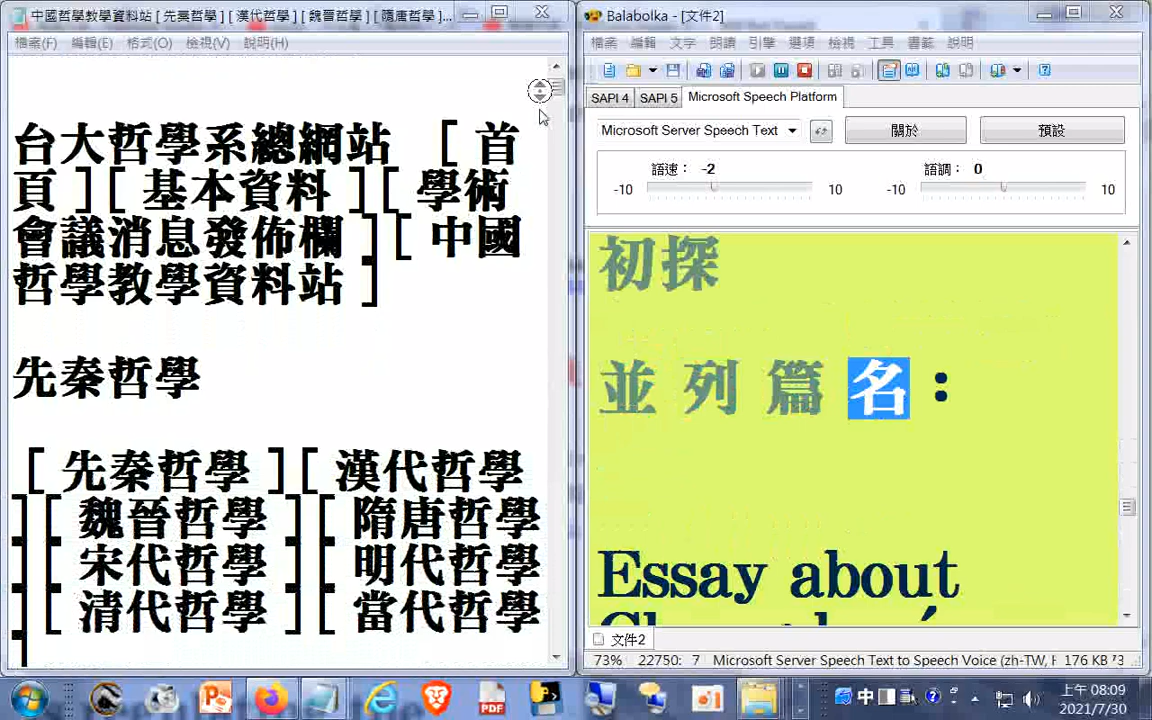 中國哲學教學資料站 [ 先秦哲學 ] [ 漢代哲學 ] [ 魏晉哲學 ] [ 隋唐哲學 ]...
檔案(F) 編輯(E) 格式(O) 檢視(V) 說明(H)
台大哲學系總網站 [ 首
頁 ][ 基本資料 ][ 學術
會議消息發佈欄 ][ 中國
哲學教學資料站 ]
先秦哲學
[ 先秦哲學 ][ 漢代哲學
][ 魏晉哲學 ][ 隋唐哲學
][ 宋代哲學 ][ 明代哲學
][ 清代哲學 ][ 當代哲學
]
Balabolka - [文件2]
檔案 編輯 文字 朗讀 引擎 選項 檢視 工具 書籤 說明
SAPI 4 SAPI 5 Microsoft Speech Platform
Microsoft Server Speech Text 關於 預設
語速： -2 語調： 0
-10 10 -10 10
初探
並 列 篇 名 ：
Essay about
文件2
73% 22750: 7 Microsoft Server Speech Text to Speech Voice (zh-TW, 176 KB
中 上午 08:09
2021/7/30